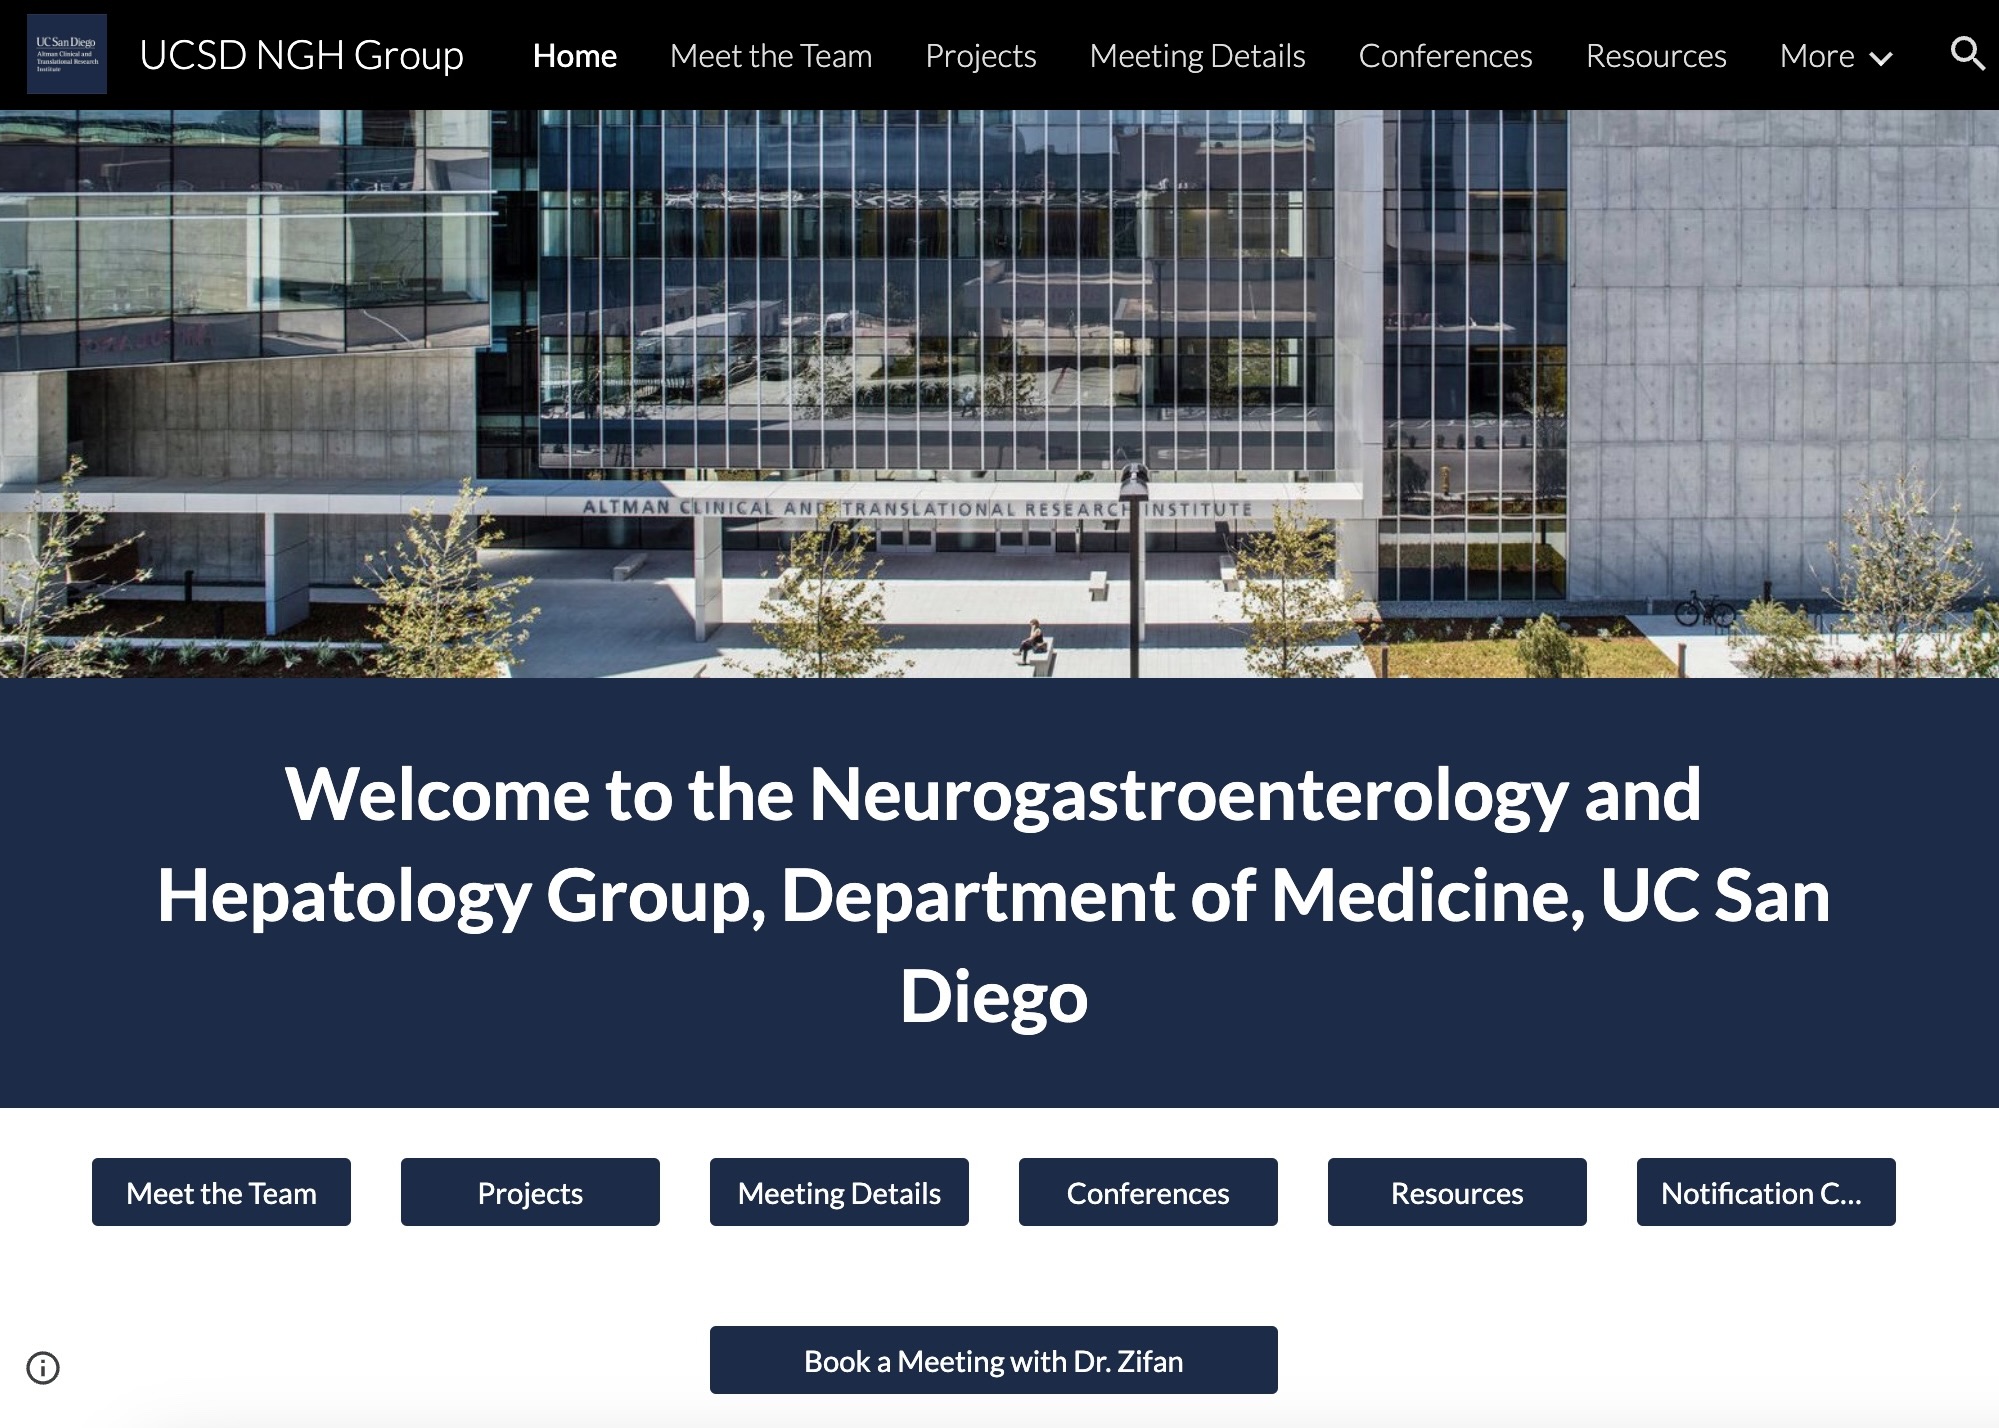 UC San Diego
Altman Clinical and
Translational Research
Institute
UCSD NGH Group
Home
Meet the Team
Projects
Meeting Details
Conferences
Resources
More
ALTMAN CLINICAL AND TRANSLATIONAL RESEARCH INSTITUTE
Welcome to the Neurogastroenterology and
Hepatology Group, Department of Medicine, UC San
Diego
Meet the Team
Projects
Meeting Details
Conferences
Resources
Notification C...
Book a Meeting with Dr. Zifan